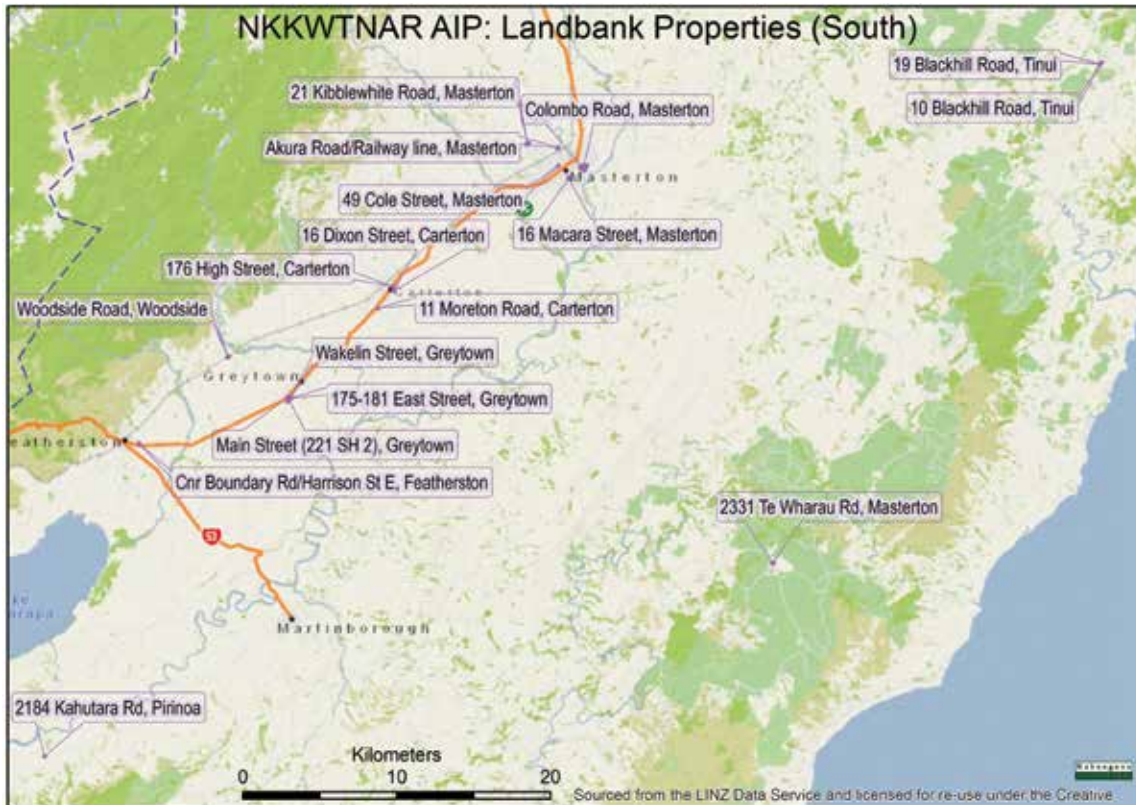 NKKWTNAR AIP: Landbank Properties (South)
19 Blackhill Road, Tinui
21 Kibblewhite Road, Masterton
Colombo Road, Masterton
10 Blackhill Road, Tinui
Akura Road/Railway line, Masterton
Masterton
49 Cole Street, Masterton
16 Dixon Street, Carterton
16 Macara Street, Masterton
176 High Street, Carterton
Carterton
Woodside Road, Woodside
11 Moreton Road, Carterton
Wakelin Street, Greytown
Greytown
175-181 East Street, Greytown
eatherston
Main Street (221 SH 2), Greytown
Cnr Boundary Rd/Harrison St E, Featherston
2331 Te Wharau Rd, Masterton
53
Martinborough
2184 Kahutara Rd, Pirinoa
Kilometers
0 10 20
Sourced from the LINZ Data Service and licensed for re-use under the Creative